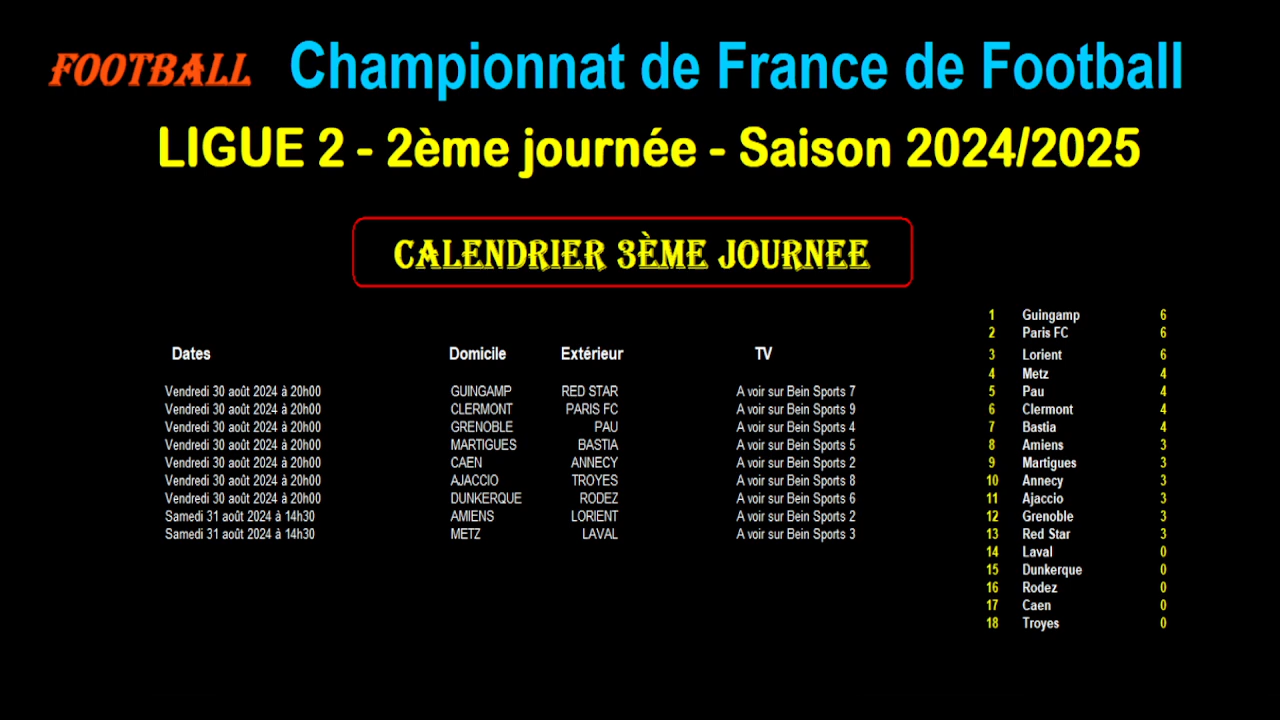 FOOTBALL Championnat de France de Football
LIGUE 2 - 2ème journée - Saison 2024/2025
CALENDRIER 3ÈME JOURNEE
Dates Domicile Extérieur TV
Vendredi 30 août 2024 à 20h00 GUINGAMP RED STAR A voir sur Bein Sports 7
Vendredi 30 août 2024 à 20h00 CLERMONT PARIS FC A voir sur Bein Sports 9
Vendredi 30 août 2024 à 20h00 GRENOBLE PAU A voir sur Bein Sports 4
Vendredi 30 août 2024 à 20h00 MARTIGUES BASTIA A voir sur Bein Sports 5
Vendredi 30 août 2024 à 20h00 CAEN ANNECY A voir sur Bein Sports 2
Vendredi 30 août 2024 à 20h00 AJACCIO TROYES A voir sur Bein Sports 8
Vendredi 30 août 2024 à 20h00 DUNKERQUE RODEZ A voir sur Bein Sports 6
Samedi 31 août 2024 à 14h30 AMIENS LORIENT A voir sur Bein Sports 2
Samedi 31 août 2024 à 14h30 METZ LAVAL A voir sur Bein Sports 3
1 Guingamp 6
2 Paris FC 6
3 Lorient 6
4 Metz 4
5 Pau 4
6 Clermont 4
7 Bastia 4
8 Amiens 3
9 Martigues 3
10 Annecy 3
11 Ajaccio 3
12 Grenoble 3
13 Red Star 3
14 Laval 0
15 Dunkerque 0
16 Rodez 0
17 Caen 0
18 Troyes 0